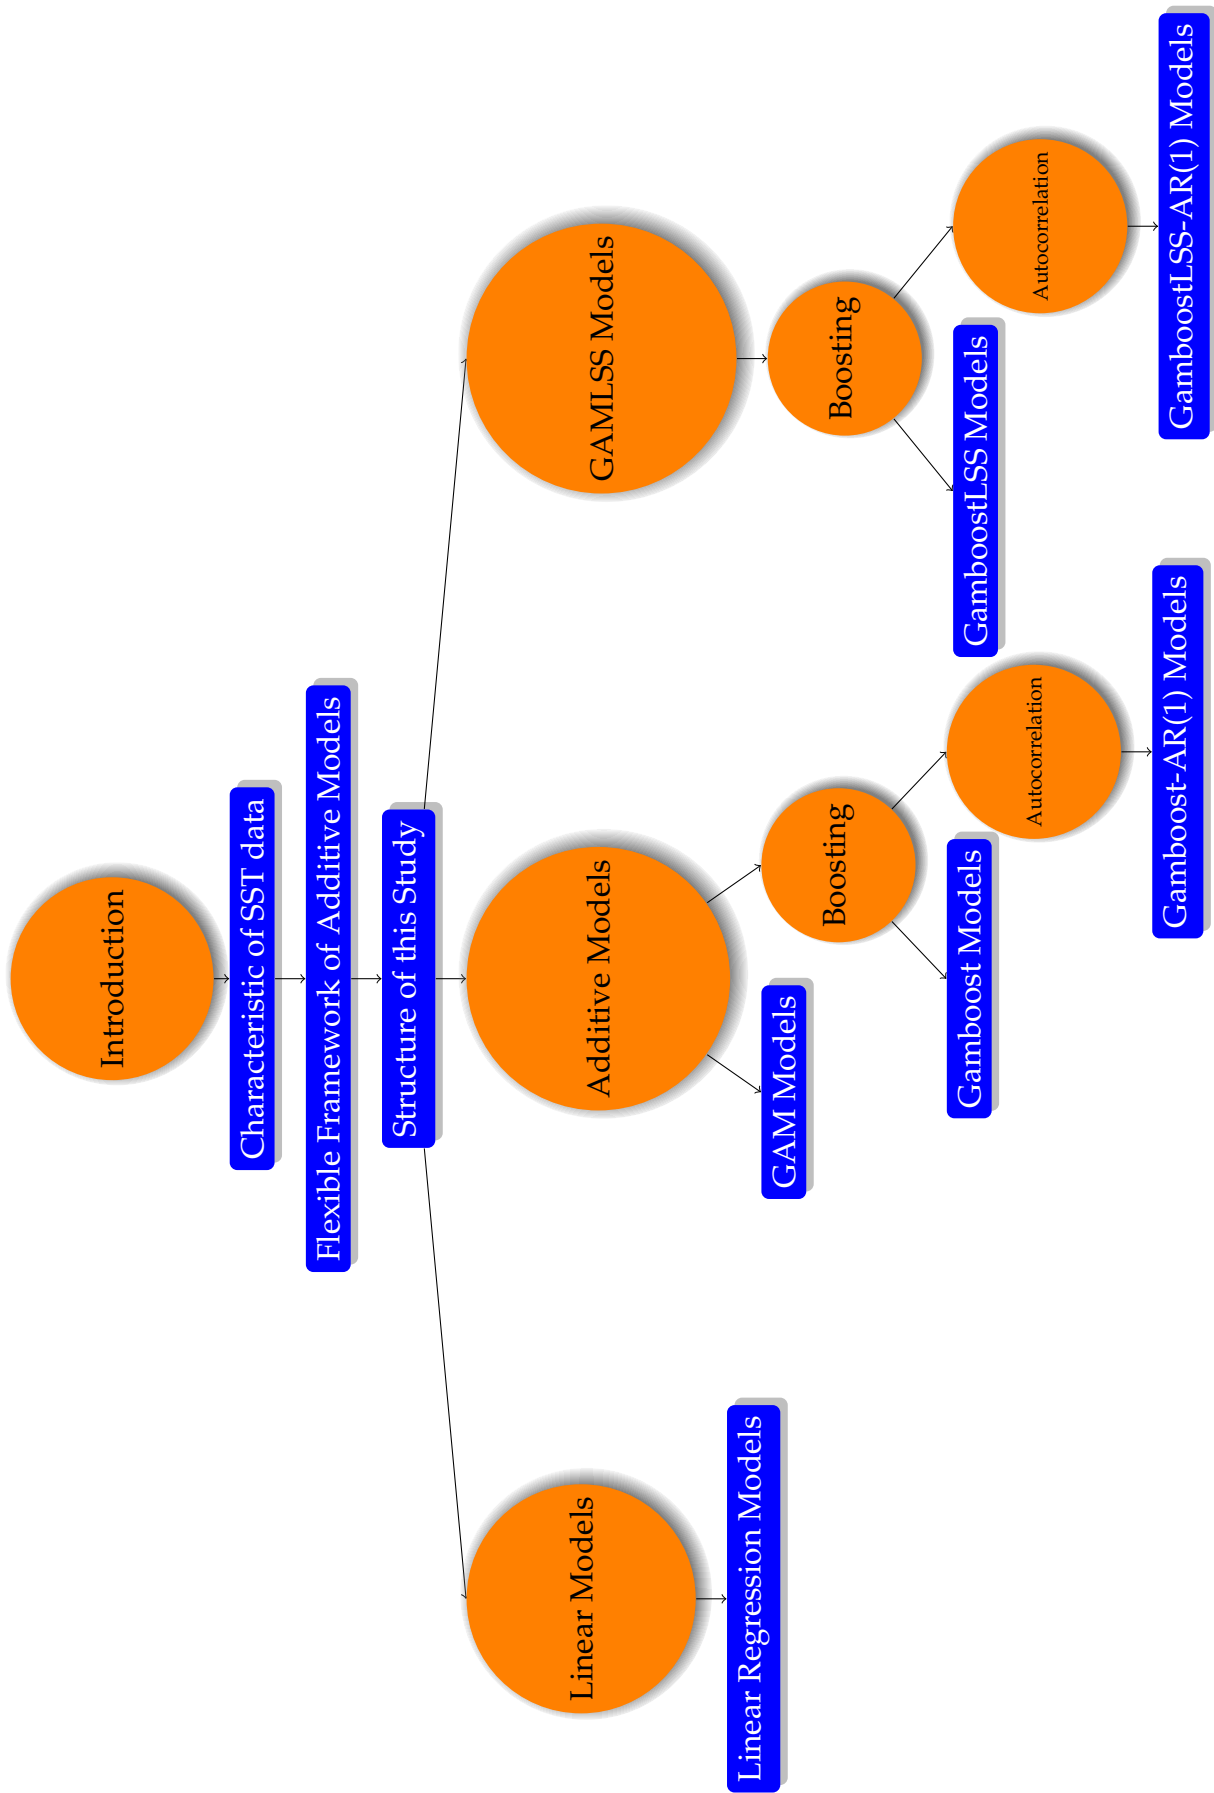 Introduction
Characteristic of SST data
Flexible Framework of Additive Models
Structure of this Study
Linear Models
Linear Regression Models
Additive Models
GAM Models
Boosting
Gamboost Models
Autocorrelation
Gamboost-AR(1) Models
GAMLSS Models
Boosting
GamboostLSS Models
Autocorrelation
GamboostLSS-AR(1) Models